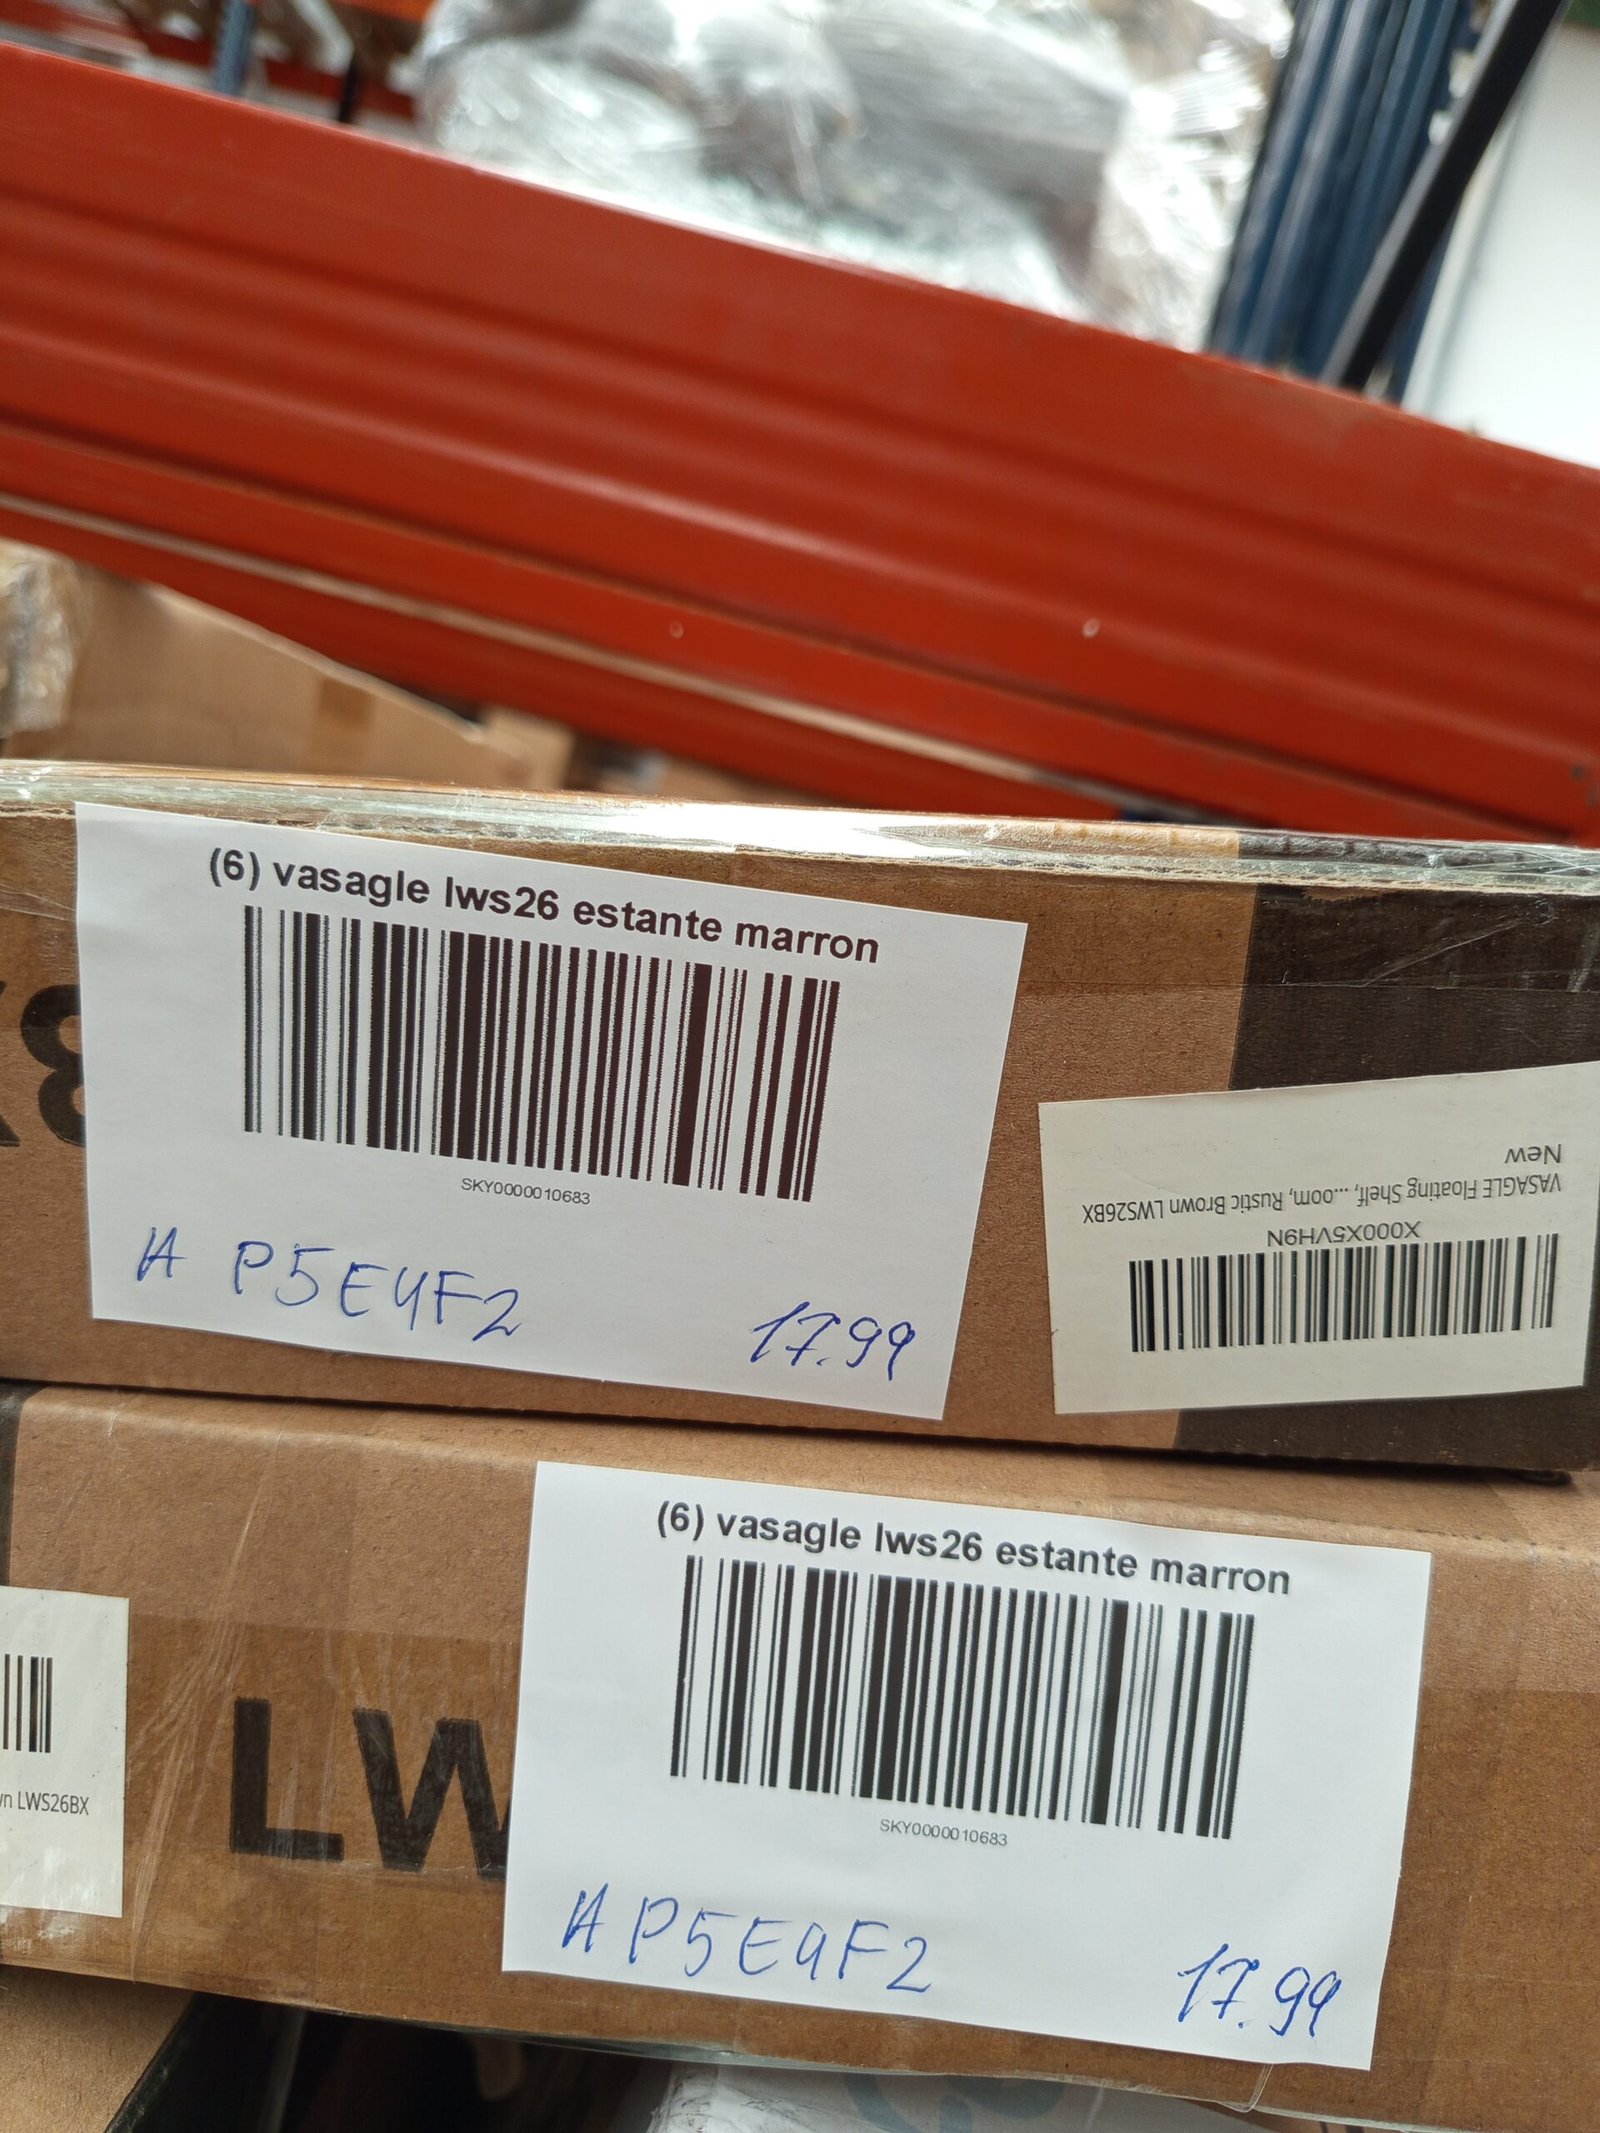 (6) vasagle lws26 estante marron
SKY0000010683
A P5E4F2
17.99
X000X5VH9N
VASAGLE Floating Shelf, ...oom, Rustic Brown LWS26BX
New
(6) vasagle lws26 estante marron
SKY0000010683
A P5E4F2
17.99
LWS26BX
LW